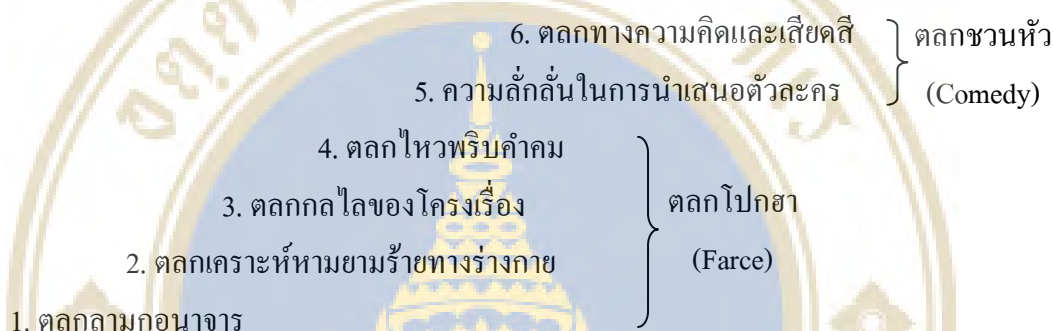 6. ตลกทางความคิดและเสียดสี
ตลกชวนหัว
5. ความลักลั่นในการนำเสนอตัวละคร
(Comedy)
4. ตลกไหวพริบคำคม
3. ตลกกลไลของโครงเรื่อง
ตลกโปกฮา
2. ตลกเคราะห์หามยามร้ายทางร่างกาย
(Farce)
1. ตลกลามกอนาจาร